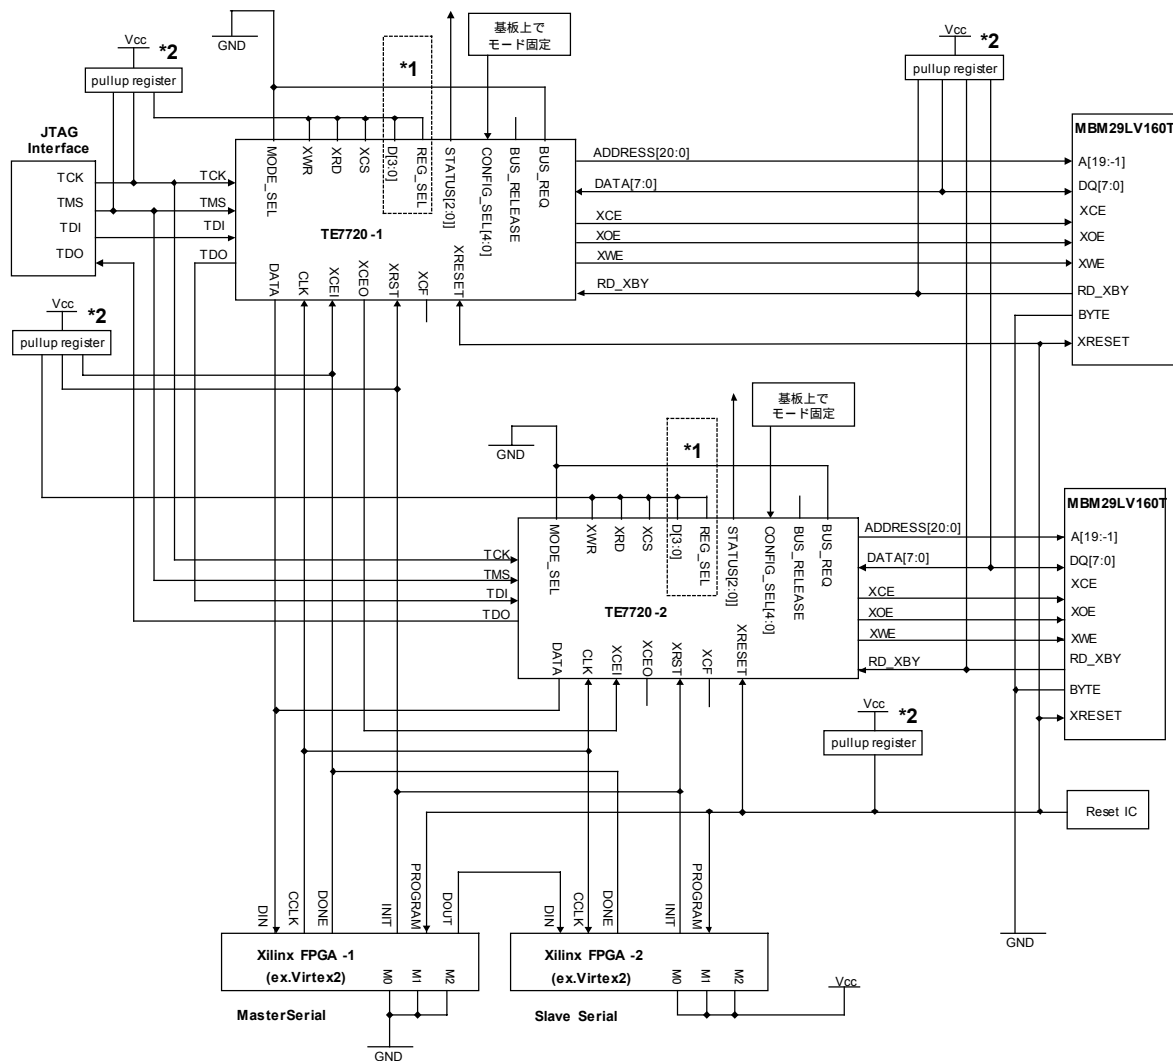 基板上で
モード固定
GND
Vcc
*2
pullup register
*1
Vcc
*2
pullup register
JTAG
Interface
TCK
TMS
TDI
TDO
TCK
TMS
TDI
TDO
MODE_SEL
XWR
XRD
XCS
D[3:0]
REG_SEL
STATUS[2:0]]
CONFIG_SEL[4:0]
BUS_RELEASE
BUS_REQ
TE7720-1
DATA
CLK
XCEI
XCEO
XRST
XCF
XRESET
ADDRESS[20:0]
DATA[7:0]
XCE
XOE
XWE
RD_XBY
MBM29LV160T
A[19:-1]
DQ[7:0]
XCE
XOE
XWE
RD_XBY
BYTE
XRESET
Vcc
*2
pullup register
基板上で
モード固定
GND
*1
TCK
TMS
TDI
TDO
MODE_SEL
XWR
XRD
XCS
D[3:0]
REG_SEL
STATUS[2:0]]
CONFIG_SEL[4:0]
BUS_RELEASE
BUS_REQ
TE7720-2
DATA
CLK
XCEI
XCEO
XRST
XCF
XRESET
ADDRESS[20:0]
DATA[7:0]
XCE
XOE
XWE
RD_XBY
MBM29LV160T
A[19:-1]
DQ[7:0]
XCE
XOE
XWE
RD_XBY
BYTE
XRESET
Vcc
*2
pullup register
Reset IC
DIN
CCLK
DONE
INIT
PROGRAM
DOUT
DIN
CCLK
DONE
INIT
PROGRAM
GND
Xilinx FPGA -1
(ex.Virtex2)
M0
M1
M2
Xilinx FPGA -2
(ex.Virtex2)
M0
M1
M2
Vcc
MasterSerial
Slave Serial
GND